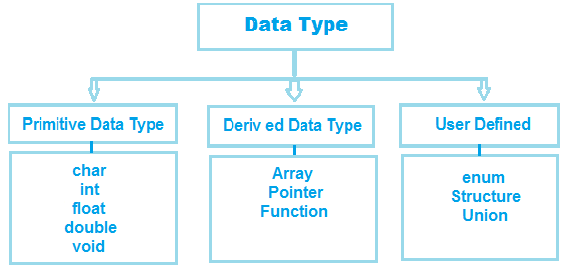 Data Type
Primitive Data Type
char
int
float
double
void
Deriv ed Data Type
Array
Pointer
Function
User Defined
enum
Structure
Union